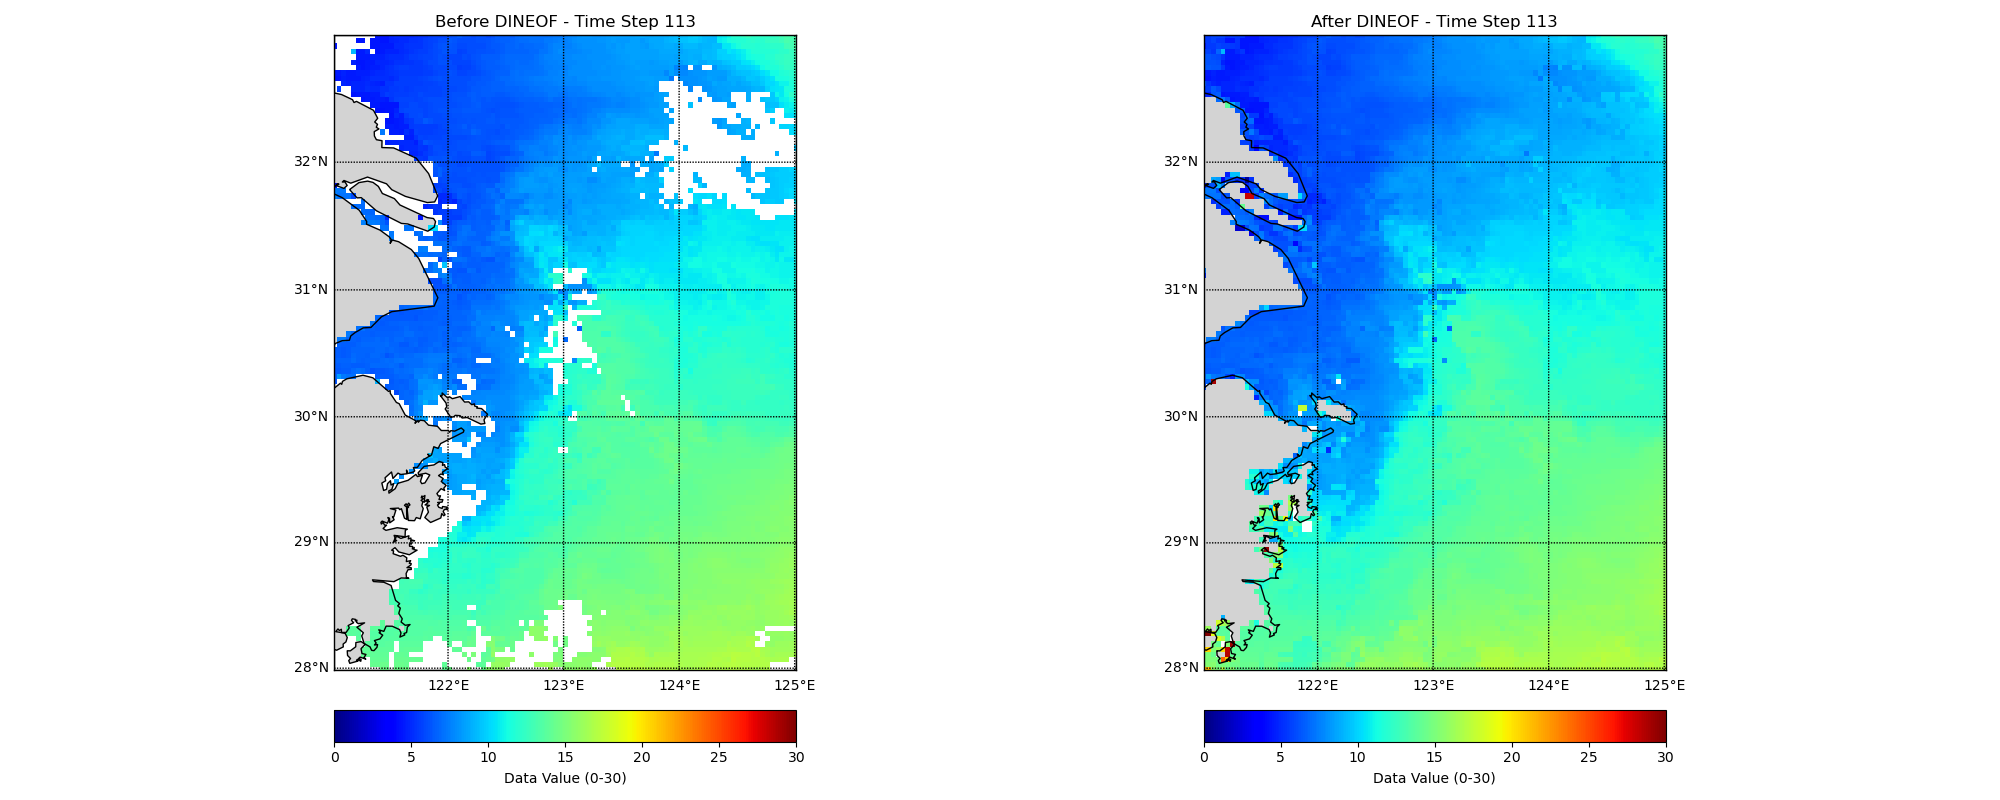 Before DINEOF - Time Step 113
After DINEOF - Time Step 113
32°N
31°N
30°N
29°N
28°N
122°E 123°E 124°E 125°E
0 5 10 15 20 25 30
Data Value (0-30)
32°N
31°N
30°N
29°N
28°N
122°E 123°E 124°E 125°E
0 5 10 15 20 25 30
Data Value (0-30)